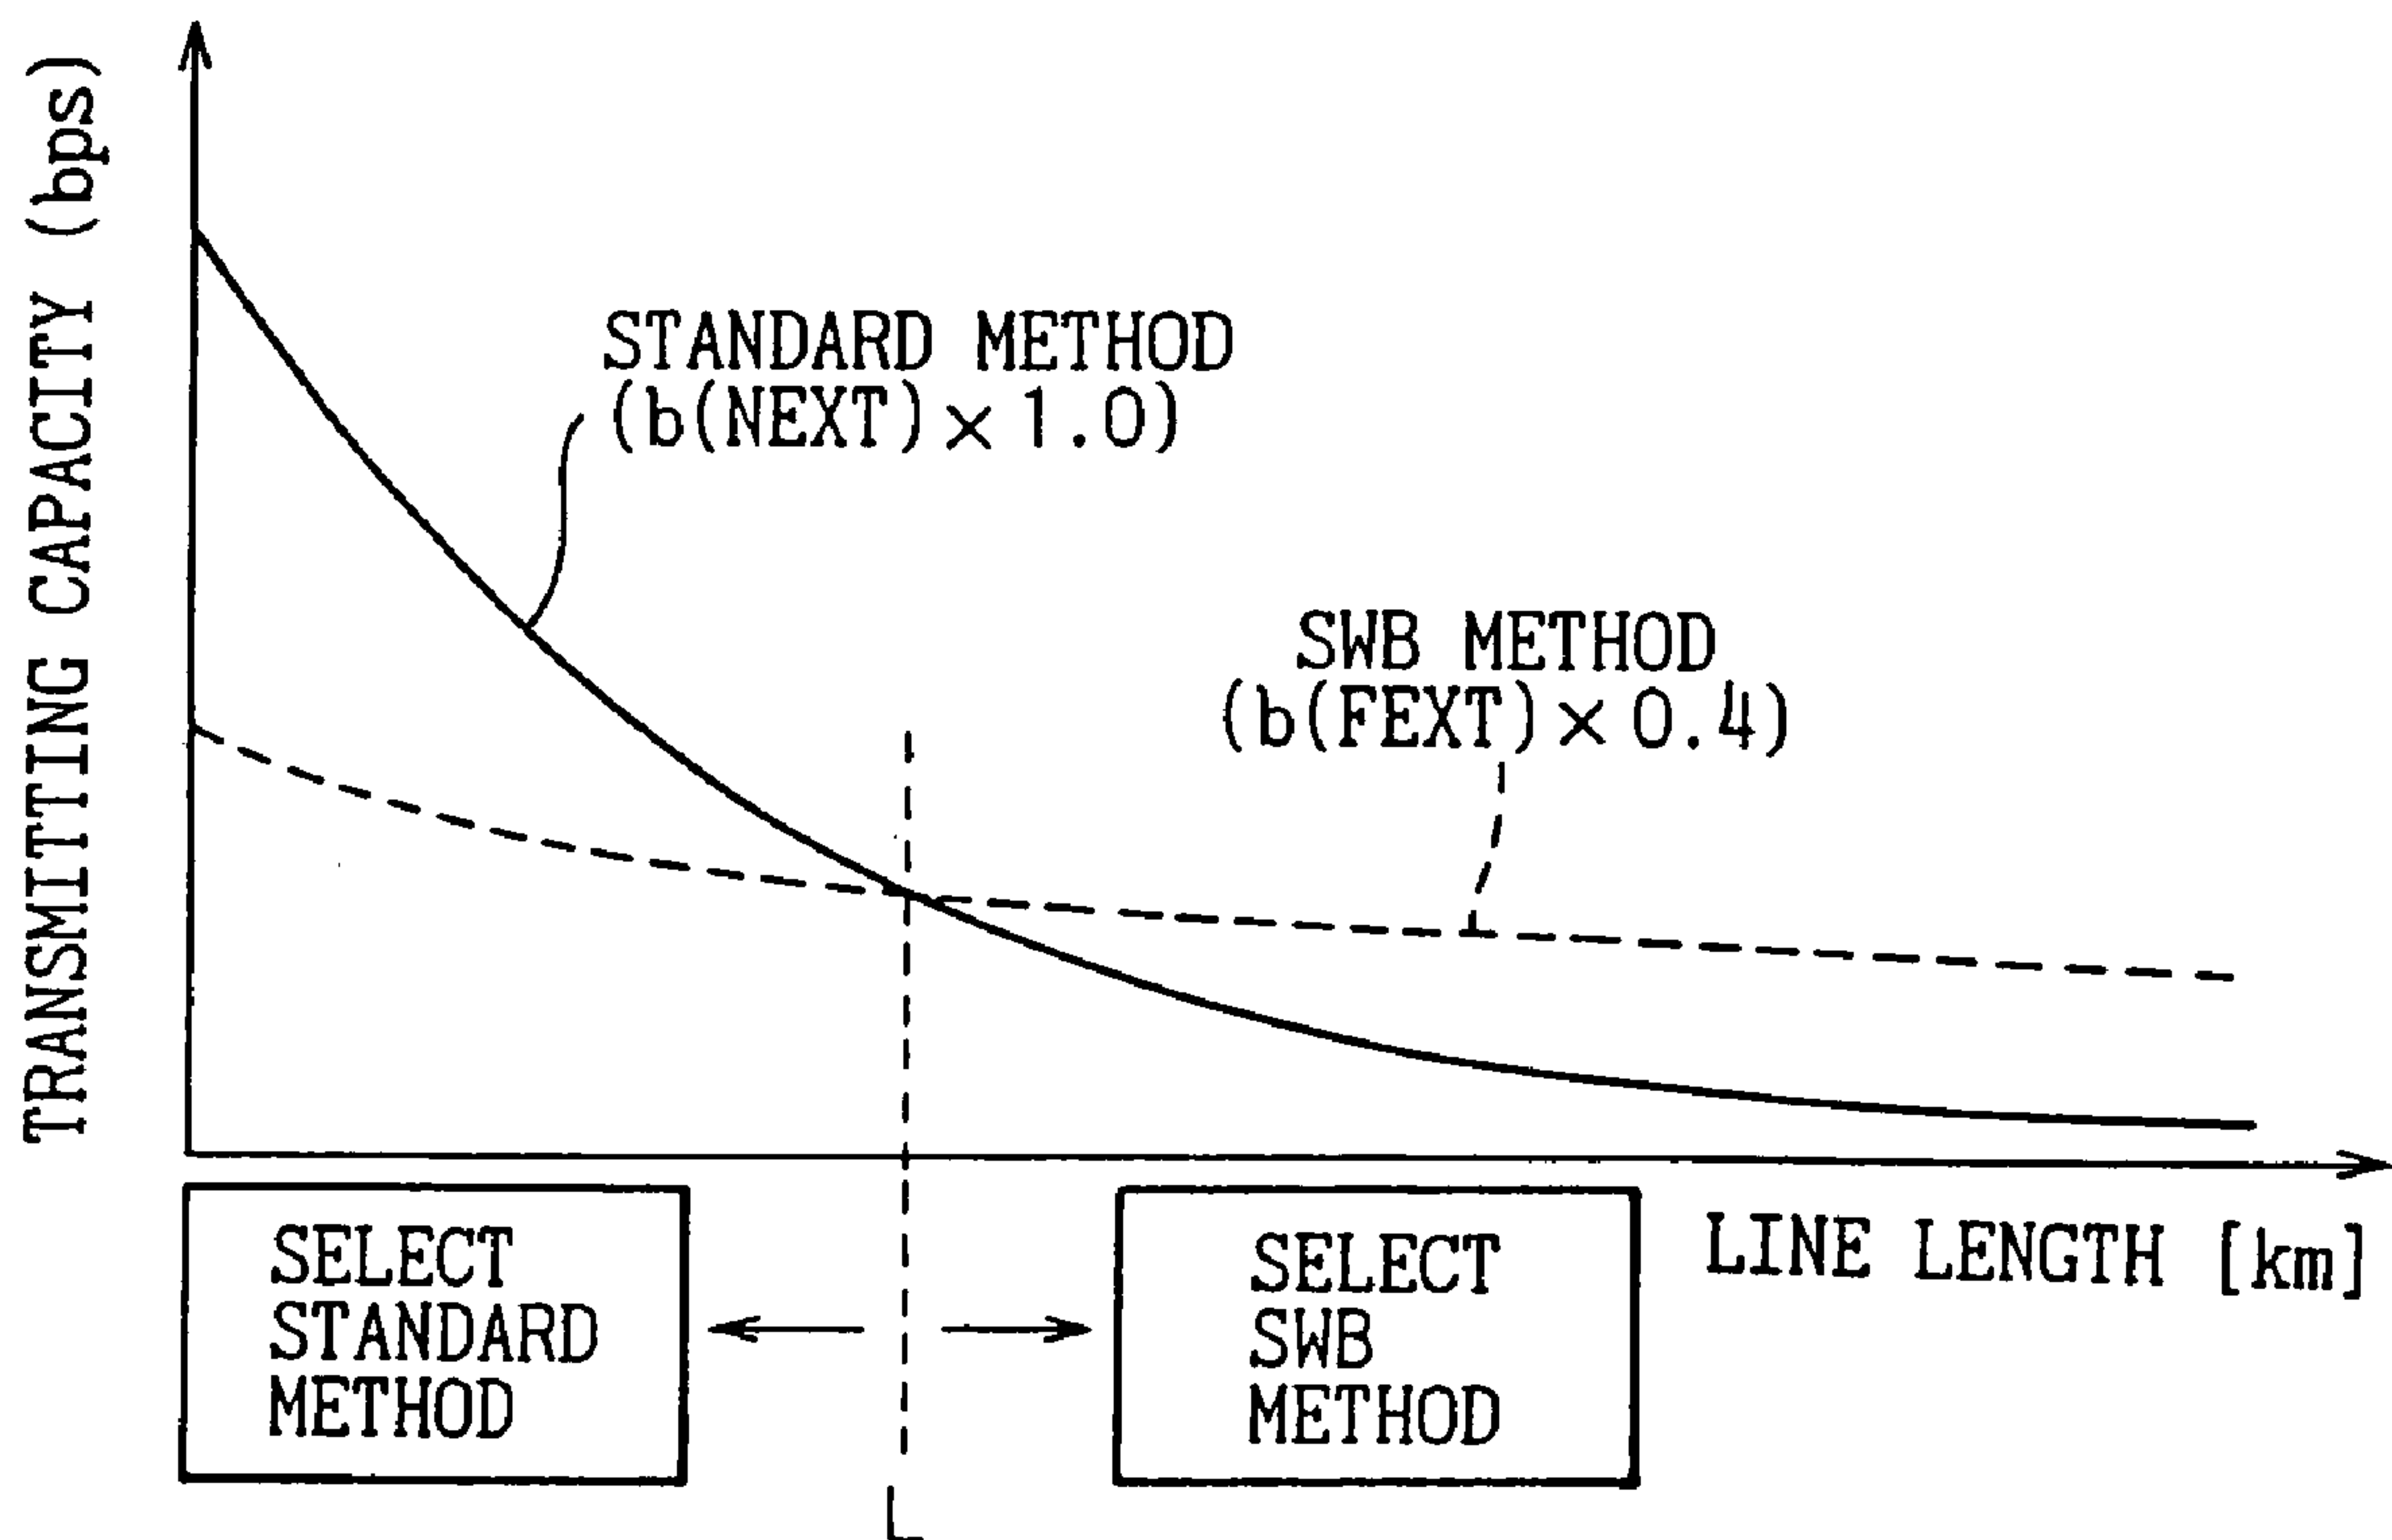 TRANSMITTING CAPACITY (bps)
STANDARD METHOD
(b(NEXT)×1.0)
SWB METHOD
(b(FEXT)×0.4)
LINE LENGTH [km]
SELECT
STANDARD
METHOD
SELECT
SWB
METHOD